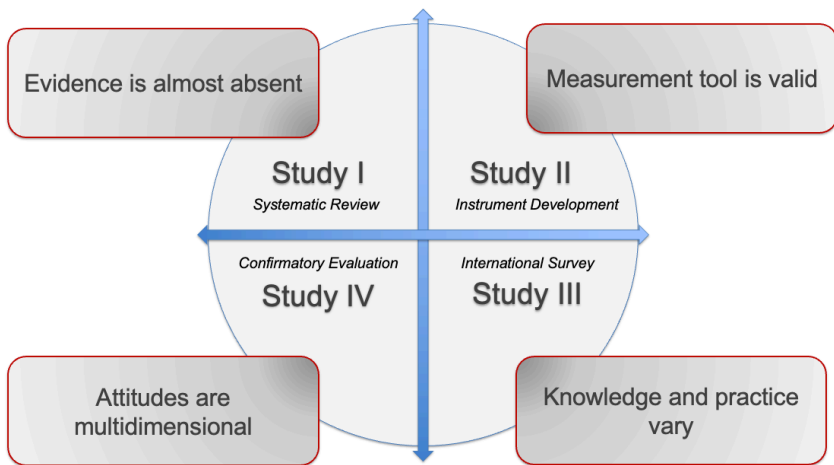 Evidence is almost absent
Measurement tool is valid
Study I
Systematic Review
Study II
Instrument Development
Confirmatory Evaluation
Study IV
International Survey
Study III
Attitudes are
multidimensional
Knowledge and practice
vary